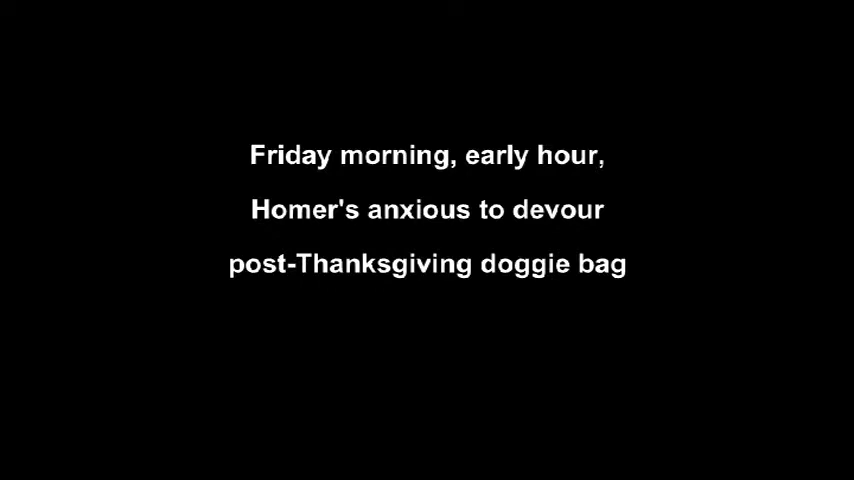 Friday morning, early hour,
Homer's anxious to devour
post-Thanksgiving doggie bag